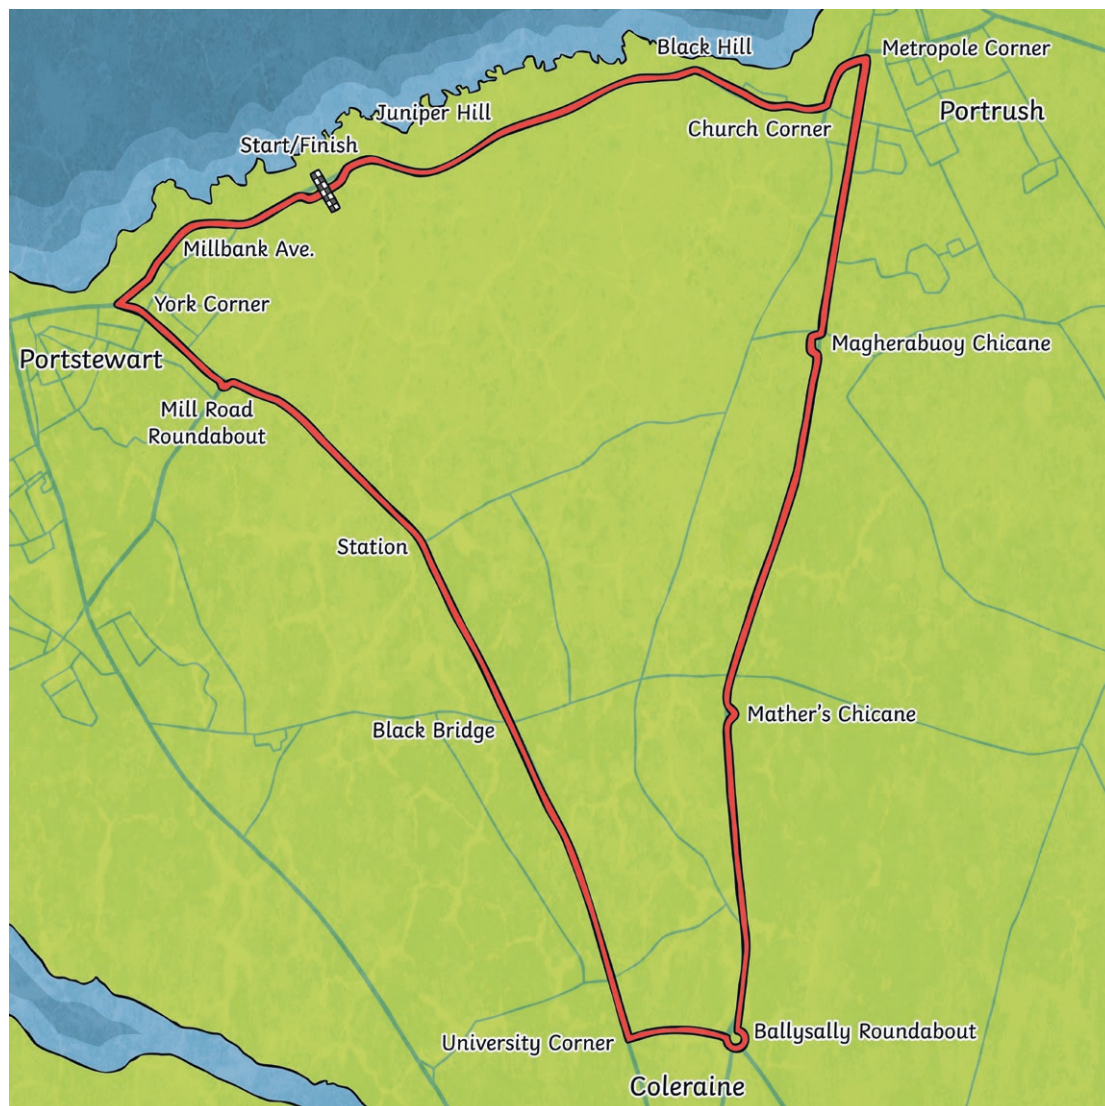 Black Hill
Metropole Corner
Portrush
Juniper Hill
Church Corner
Start/Finish
Millbank Ave.
York Corner
Portstewart
Magherabuoy Chicane
Mill Road
Roundabout
Station
Mather's Chicane
Black Bridge
Ballysally Roundabout
University Corner
Coleraine